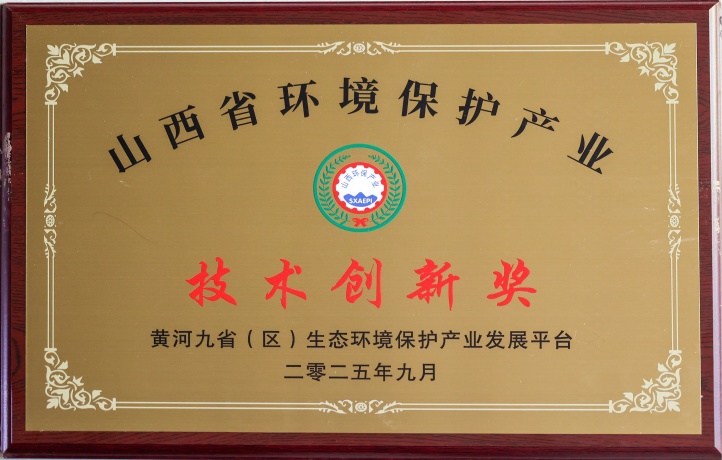 山西省环境保护产业
山西环保产业
SXAEPI
技术创新奖
黄河九省（区）生态环境保护产业发展平台
二零二五年九月